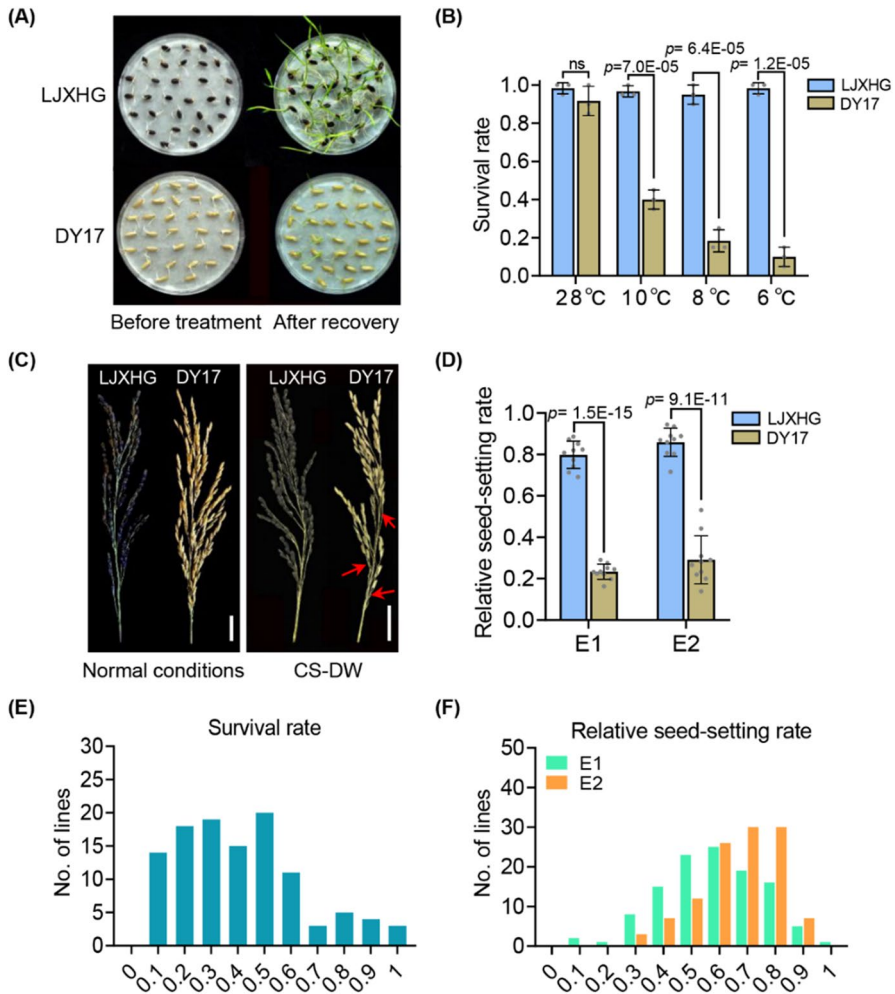 (A)
LJXHG
DY17
Before treatment After recovery
(B)
Survival rate
1.0
0.8
0.6
0.4
0.2
0.0
ns
p=7.0E-05
p= 6.4E-05
p= 1.2E-05
LJXHG
DY17
28℃ 10℃ 8℃ 6℃
(C)
LJXHG DY17
LJXHG DY17
Normal conditions CS-DW
(D)
Relative seed-setting rate
1.0
0.8
0.6
0.4
0.2
0.0
p= 1.5E-15
p= 9.1E-11
LJXHG
DY17
E1 E2
(E)
Survival rate
No. of lines
30
25
20
15
10
5
0
0 0.1 0.2 0.3 0.4 0.5 0.6 0.7 0.8 0.9 1
(F)
Relative seed-setting rate
E1
E2
No. of lines
50
40
30
20
10
0
0 0.1 0.2 0.3 0.4 0.5 0.6 0.7 0.8 0.9 1